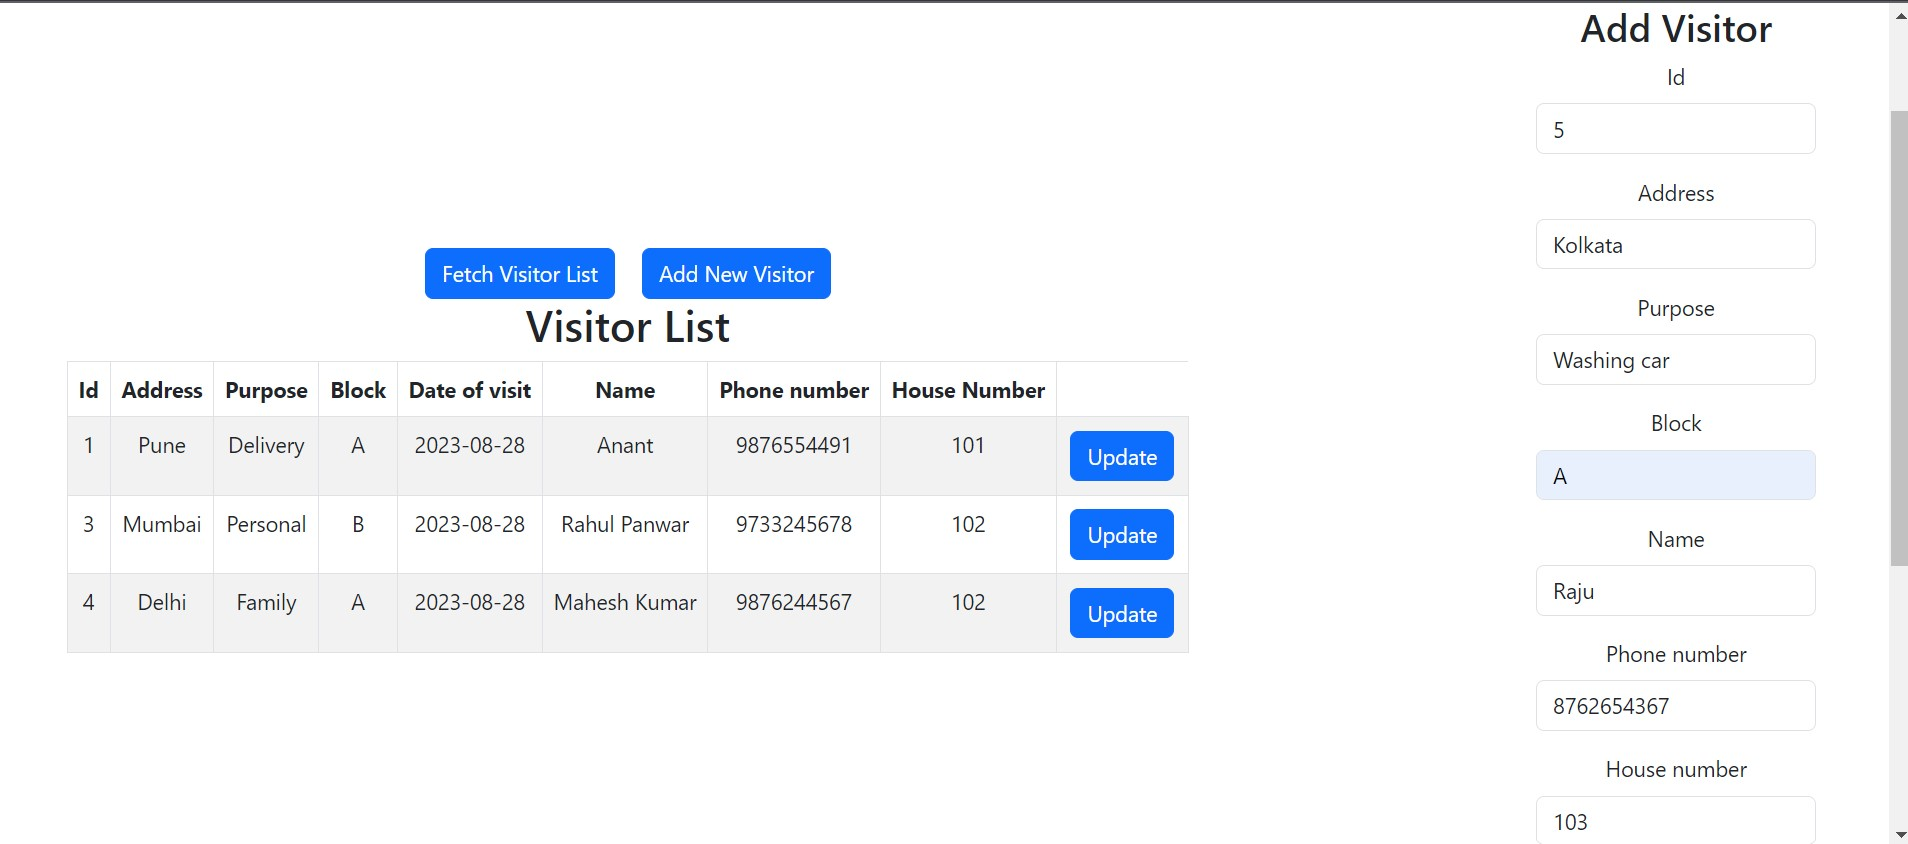 Fetch Visitor List Add New Visitor
Visitor List
Id Address Purpose Block Date of visit Name Phone number House Number
1 Pune Delivery A 2023-08-28 Anant 9876554491 101 Update
3 Mumbai Personal B 2023-08-28 Rahul Panwar 9733245678 102 Update
4 Delhi Family A 2023-08-28 Mahesh Kumar 9876244567 102 Update
Add Visitor
Id
5
Address
Kolkata
Purpose
Washing car
Block
A
Name
Raju
Phone number
8762654367
House number
103